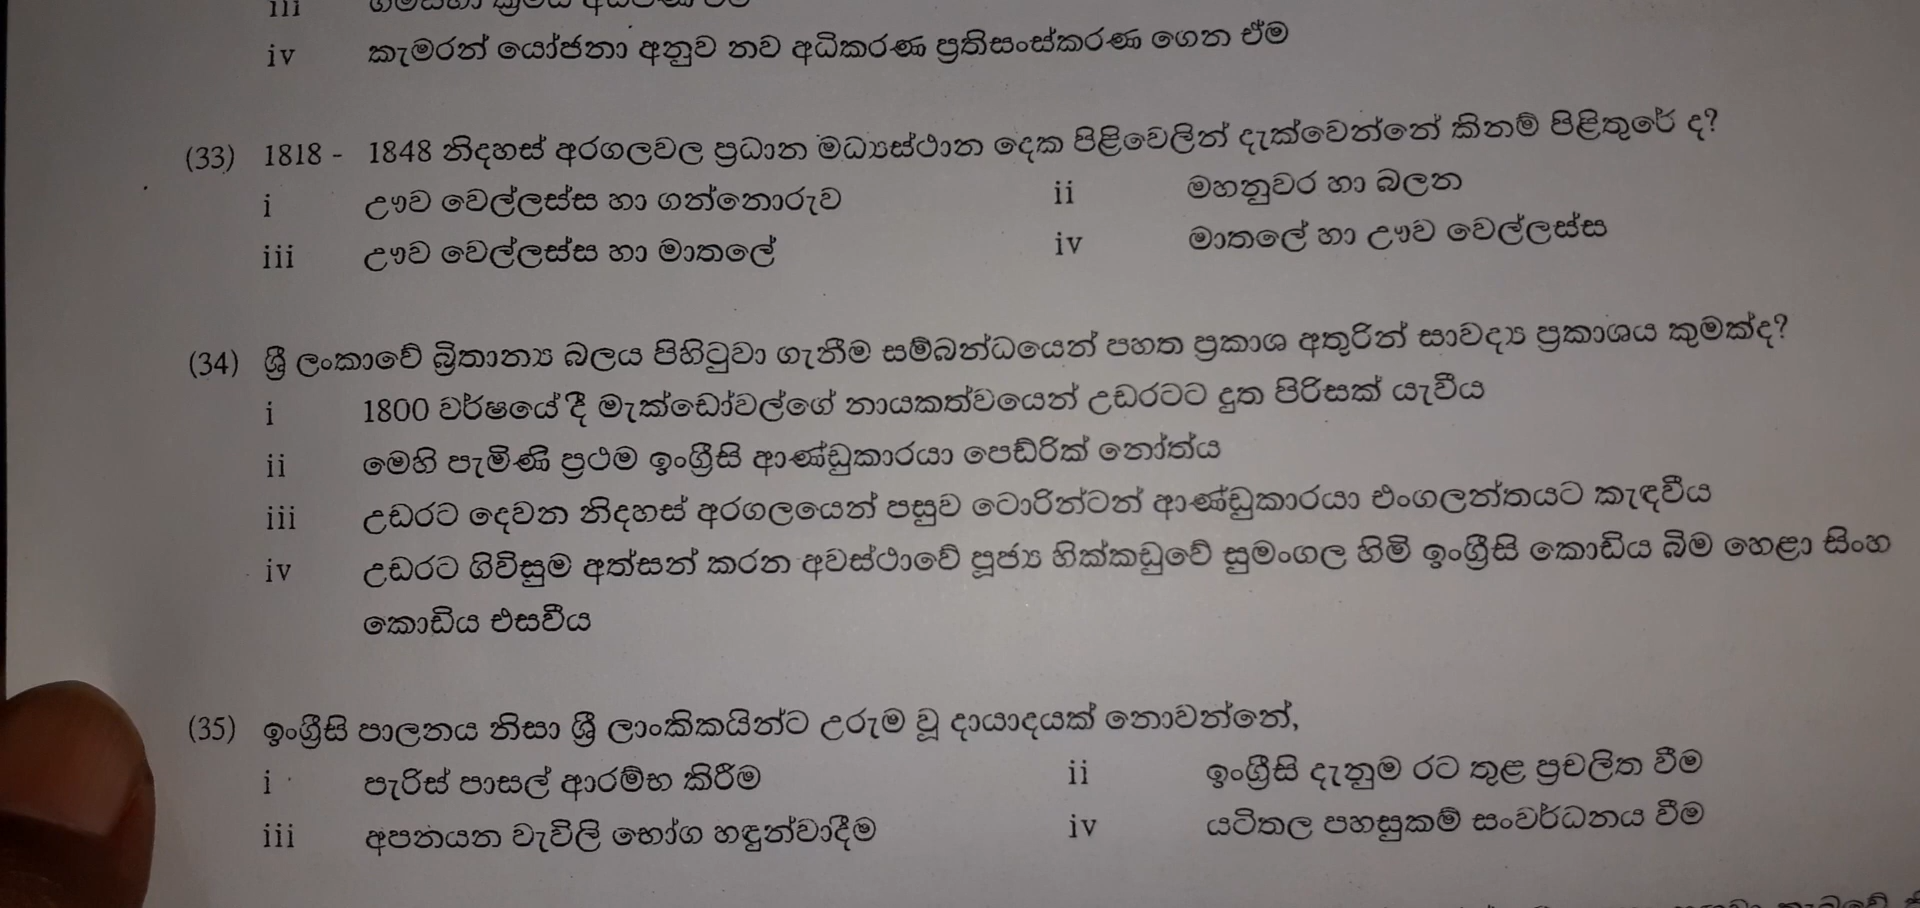 iii
iv කැමරන් යෝජනා අනුව නව අධිකරණ ප්‍රතිසංස්කරණ ගෙන ඒම
(33) 1818 - 1848 නිදහස් අරගලවල ප්‍රධාන මධ්‍යස්ථාන දෙක පිළිවෙලින් දැක්වෙන්නේ කිනම් පිළිතුරේ ද?
i ඌව වෙල්ලස්ස හා ගන්නොරුව ii මහනුවර හා බලන
iii ඌව වෙල්ලස්ස හා මාතලේ iv මාතලේ හා ඌව වෙල්ලස්ස
(34) ශ්‍රී ලංකාවේ බ්‍රිතාන්‍ය බලය පිහිටුවා ගැනීම සම්බන්ධයෙන් පහත ප්‍රකාශ අතුරින් සාවද්‍ය ප්‍රකාශය කුමක්ද?
i 1800 වර්ෂයේ දී මැක්ඩෝවල්ගේ නායකත්වයෙන් උඩරටට දූත පිරිසක් යැවීය
ii මෙහි පැමිණි ප්‍රථම ඉංග්‍රීසි ආණ්ඩුකාරයා පෙඩ්රික් නෝත්ය
iii උඩරට දෙවන නිදහස් අරගලයෙන් පසුව ටොරින්ටන් ආණ්ඩුකාරයා එංගලන්තයට කැඳවීය
iv උඩරට ගිවිසුම අත්සන් කරන අවස්ථාවේ පූජ්‍ය හික්කඩුවේ සුමංගල හිමි ඉංග්‍රීසි කොඩිය බිම හෙළා සිංහ
කොඩිය එසවීය
(35) ඉංග්‍රීසි පාලනය නිසා ශ්‍රී ලාංකිකයින්ට උරුම වූ දායාදයක් නොවන්නේ,
i පැරිස් පාසල් ආරම්භ කිරීම ii ඉංග්‍රීසි දැනුම රට තුළ ප්‍රචලිත වීම
iii අපනයන වැවිලි භෝග හඳුන්වාදීම iv යටිතල පහසුකම් සංවර්ධනය වීම